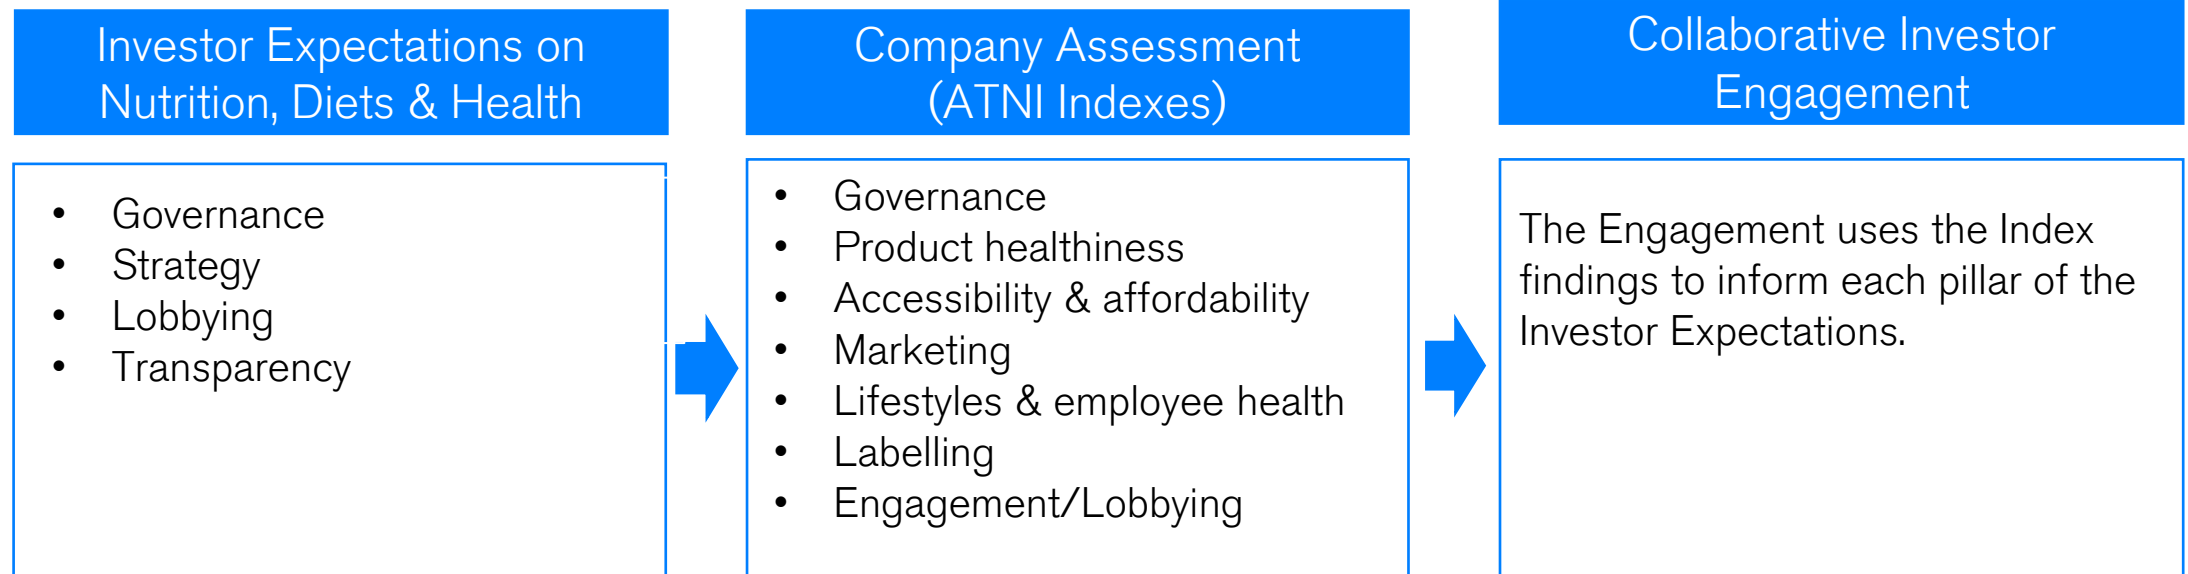 Investor Expectations on
Nutrition, Diets & Health
• Governance
• Strategy
• Lobbying
• Transparency
Company Assessment
(ATNI Indexes)
• Governance
• Product healthiness
• Accessibility & affordability
• Marketing
• Lifestyles & employee health
• Labelling
• Engagement/Lobbying
Collaborative Investor
Engagement
The Engagement uses the Index
findings to inform each pillar of the
Investor Expectations.